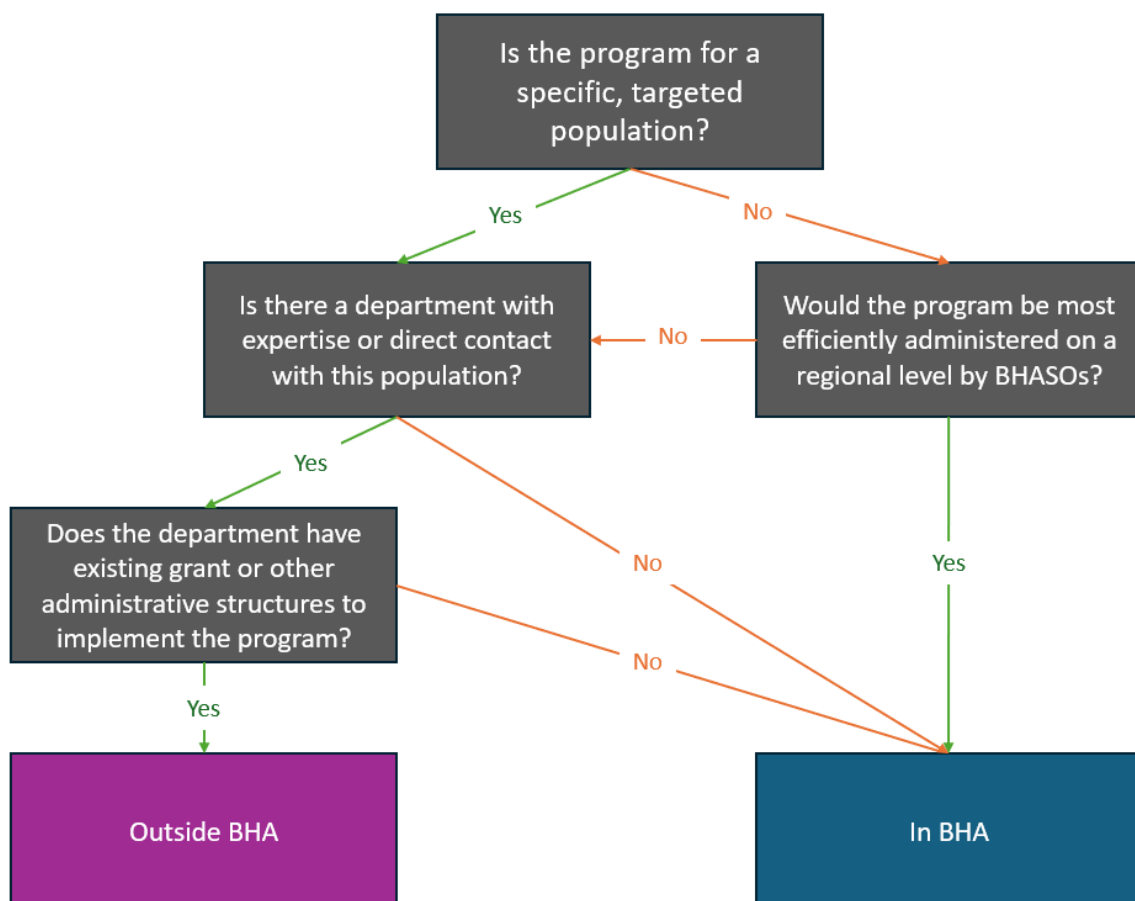 Is the program for a
specific, targeted
population?
Yes
No
Is there a department with
expertise or direct contact
with this population?
No
Would the program be most
efficiently administered on a
regional level by BHASOs?
Yes
Does the department have
existing grant or other
administrative structures to
implement the program?
No
Yes
No
Yes
Outside BHA
In BHA